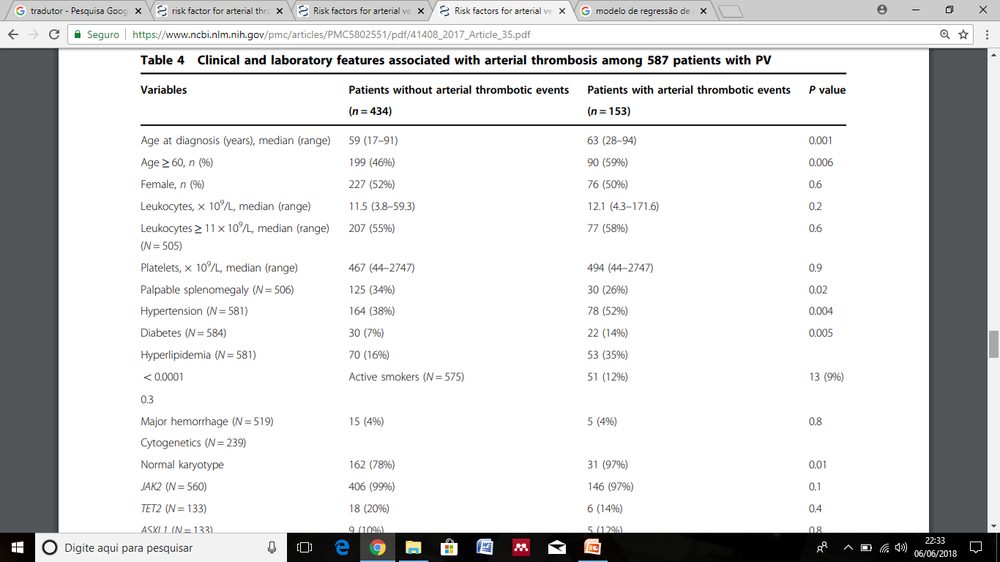 tradutor - Pesquisa Goog
risk factor for arterial thr
Risk factors for arterial ve
Risk factors for arterial ve
modelo de regressão de
Seguro https://www.ncbi.nlm.nih.gov/pmc/articles/PMC5802551/pdf/41408_2017_Article_35.pdf
Table 4 Clinical and laboratory features associated with arterial thrombosis among 587 patients with PV
Variables Patients without arterial thrombotic events Patients with arterial thrombotic events P value
(n = 434) (n = 153)
Age at diagnosis (years), median (range) 59 (17–91) 63 (28–94) 0.001
Age ≥ 60, n (%) 199 (46%) 90 (59%) 0.006
Female, n (%) 227 (52%) 76 (50%) 0.6
Leukocytes, × 10⁹/L, median (range) 11.5 (3.8–59.3) 12.1 (4.3–171.6) 0.2
Leukocytes ≥ 11 × 10⁹/L, median (range) 207 (55%) 77 (58%) 0.6
(N = 505)
Platelets, × 10⁹/L, median (range) 467 (44–2747) 494 (44–2747) 0.9
Palpable splenomegaly (N = 506) 125 (34%) 30 (26%) 0.02
Hypertension (N = 581) 164 (38%) 78 (52%) 0.004
Diabetes (N = 584) 30 (7%) 22 (14%) 0.005
Hyperlipidemia (N = 581) 70 (16%) 53 (35%)
< 0.0001 Active smokers (N = 575) 51 (12%) 13 (9%)
0.3
Major hemorrhage (N = 519) 15 (4%) 5 (4%) 0.8
Cytogenetics (N = 239)
Normal karyotype 162 (78%) 31 (97%) 0.01
JAK2 (N = 560) 406 (99%) 146 (97%) 0.1
TET2 (N = 133) 18 (20%) 6 (14%) 0.4
ASXL1 (N = 133) 9 (10%) 5 (12%) 0.8
Digite aqui para pesquisar
22:33
06/06/2018